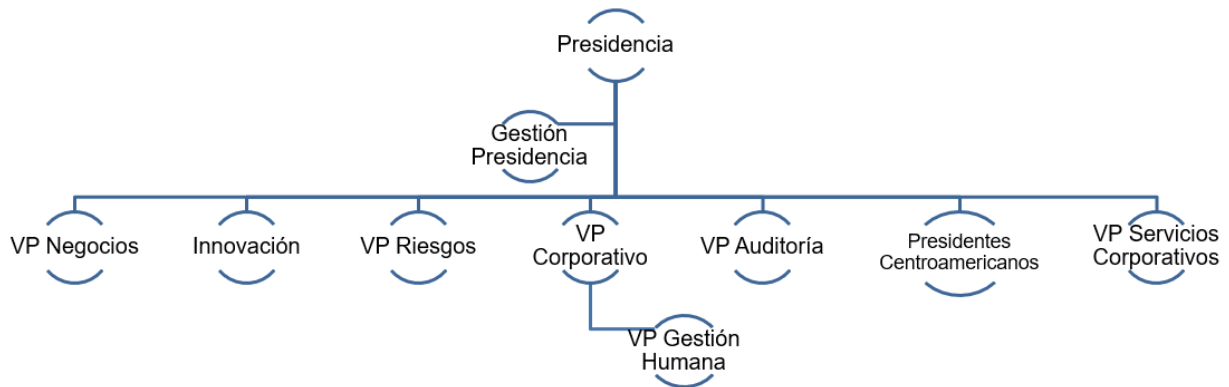 Presidencia
Gestión
Presidencia
VP Negocios
Innovación
VP Riesgos
VP
Corporativo
VP Auditoría
Presidentes
Centroamericanos
VP Servicios
Corporativos
VP Gestión
Humana